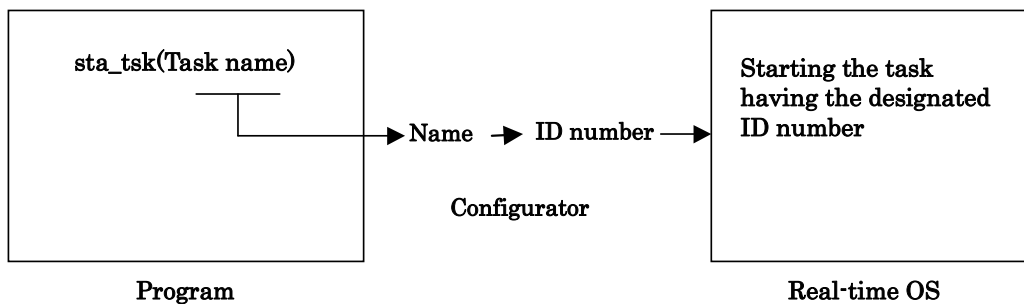 sta_tsk(Task name)
Name
ID number
Starting the task
having the designated
ID number
Configurator
Program
Real-time OS